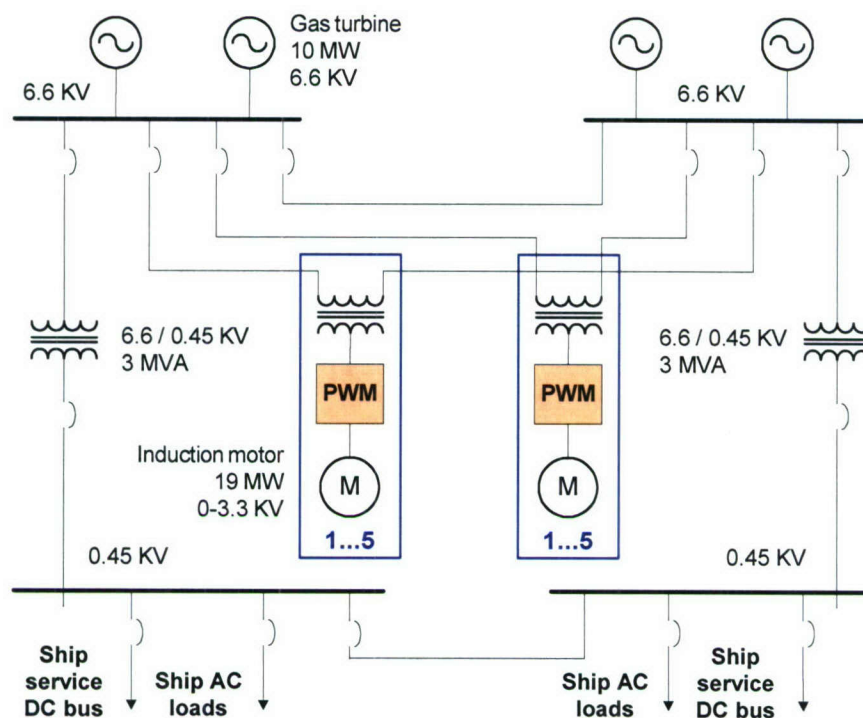 Gas turbine
10 MW
6.6 KV
6.6 KV
6.6 KV
6.6 / 0.45 KV
3 MVA
6.6 / 0.45 KV
3 MVA
PWM
PWM
Induction motor
19 MW
0-3.3 KV
M
M
1...5
1...5
0.45 KV
0.45 KV
Ship
service
DC bus
Ship AC
loads
Ship AC
loads
Ship
service
DC bus